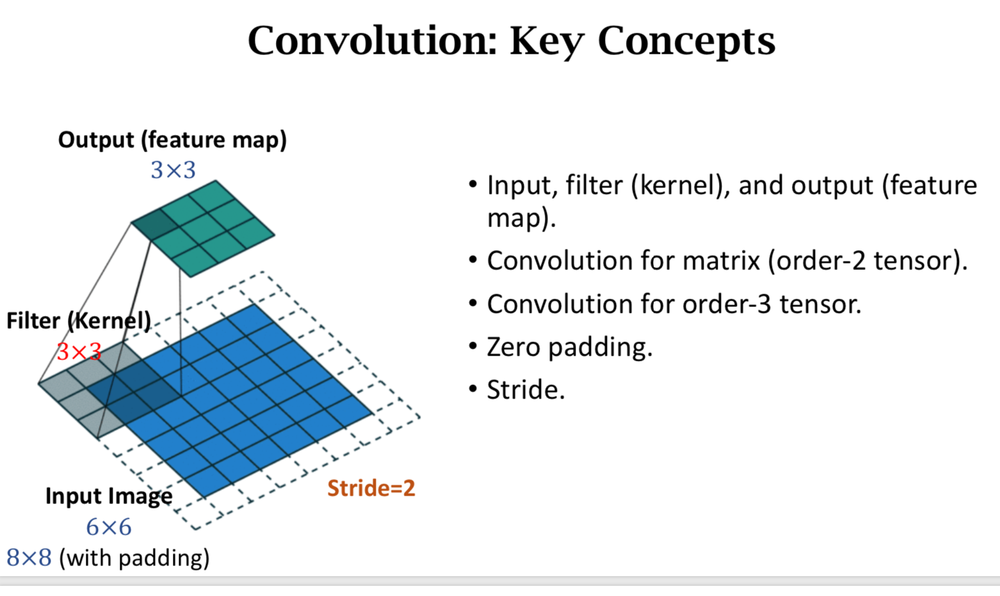 Convolution: Key Concepts
Output (feature map)
3×3
Filter (Kernel)
3×3
Input Image
6×6
8×8 (with padding)
Stride=2
• Input, filter (kernel), and output (feature
map).
• Convolution for matrix (order-2 tensor).
• Convolution for order-3 tensor.
• Zero padding.
• Stride.